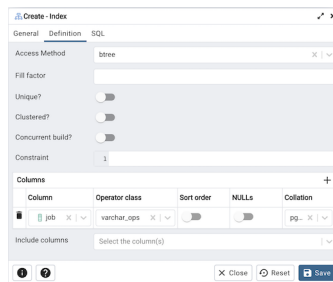 Create - Index
General Definition SQL
Access Method btree
Fill factor
Unique?
Clustered?
Concurrent build?
Constraint 1
Columns
Column Operator class Sort order NULLs Collation
job varchar_ops pg...
Include columns Select the column(s)
Close Reset Save